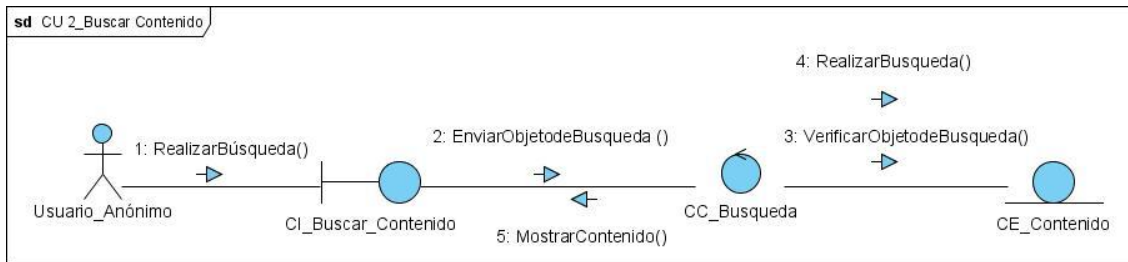 sd CU 2_Buscar Contenido
4: RealizarBusqueda()
1: RealizarBúsqueda()
2: EnviarObjetodeBusqueda ()
3: VerificarObjetodeBusqueda()
Usuario_Anónimo
CI_Buscar_Contenido
CC_Busqueda
CE_Contenido
5: MostrarContenido()